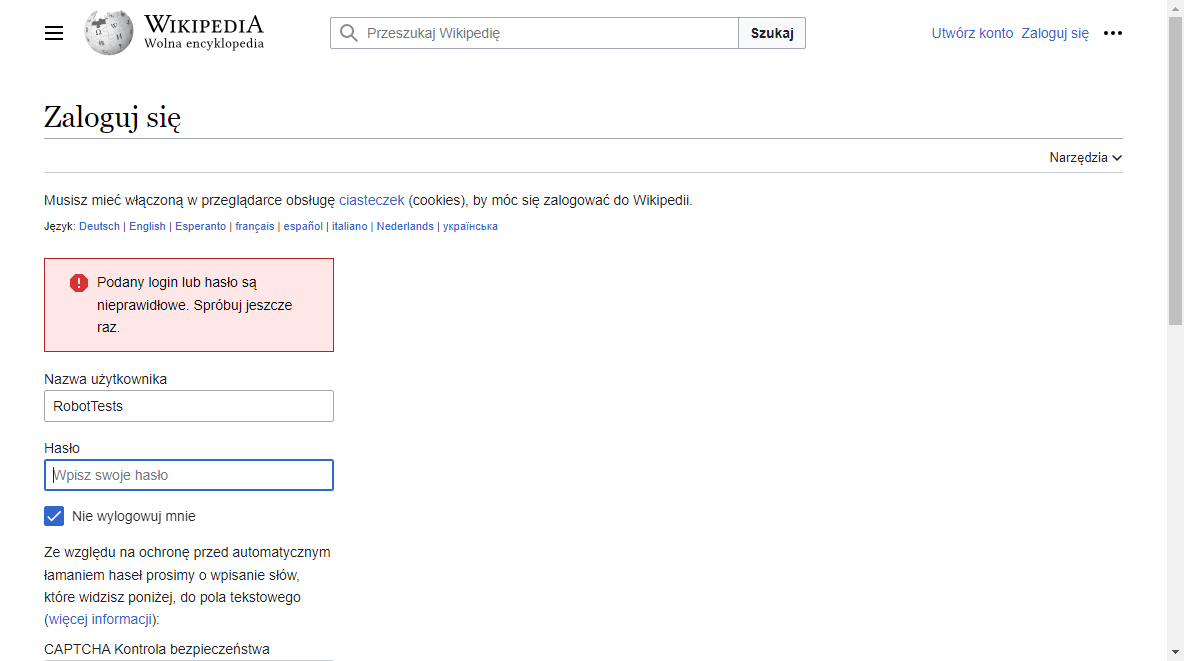 WIKIPEDIA
Wolna encyklopedia
Przeszukaj Wikipedię
Szukaj
Utwórz konto Zaloguj się
Zaloguj się
Narzędzia
Musisz mieć włączoną w przeglądarce obsługę ciasteczek (cookies), by móc się zalogować do Wikipedii.
Język: Deutsch | English | Esperanto | français | español | italiano | Nederlands | українська
Podany login lub hasło są
nieprawidłowe. Spróbuj jeszcze
raz.
Nazwa użytkownika
RobotTests
Hasło
Wpisz swoje hasło
Nie wylogowuj mnie
Ze względu na ochronę przed automatycznym
łamaniem haseł prosimy o wpisanie słów,
które widzisz poniżej, do pola tekstowego
(więcej informacji):
CAPTCHA Kontrola bezpieczeństwa